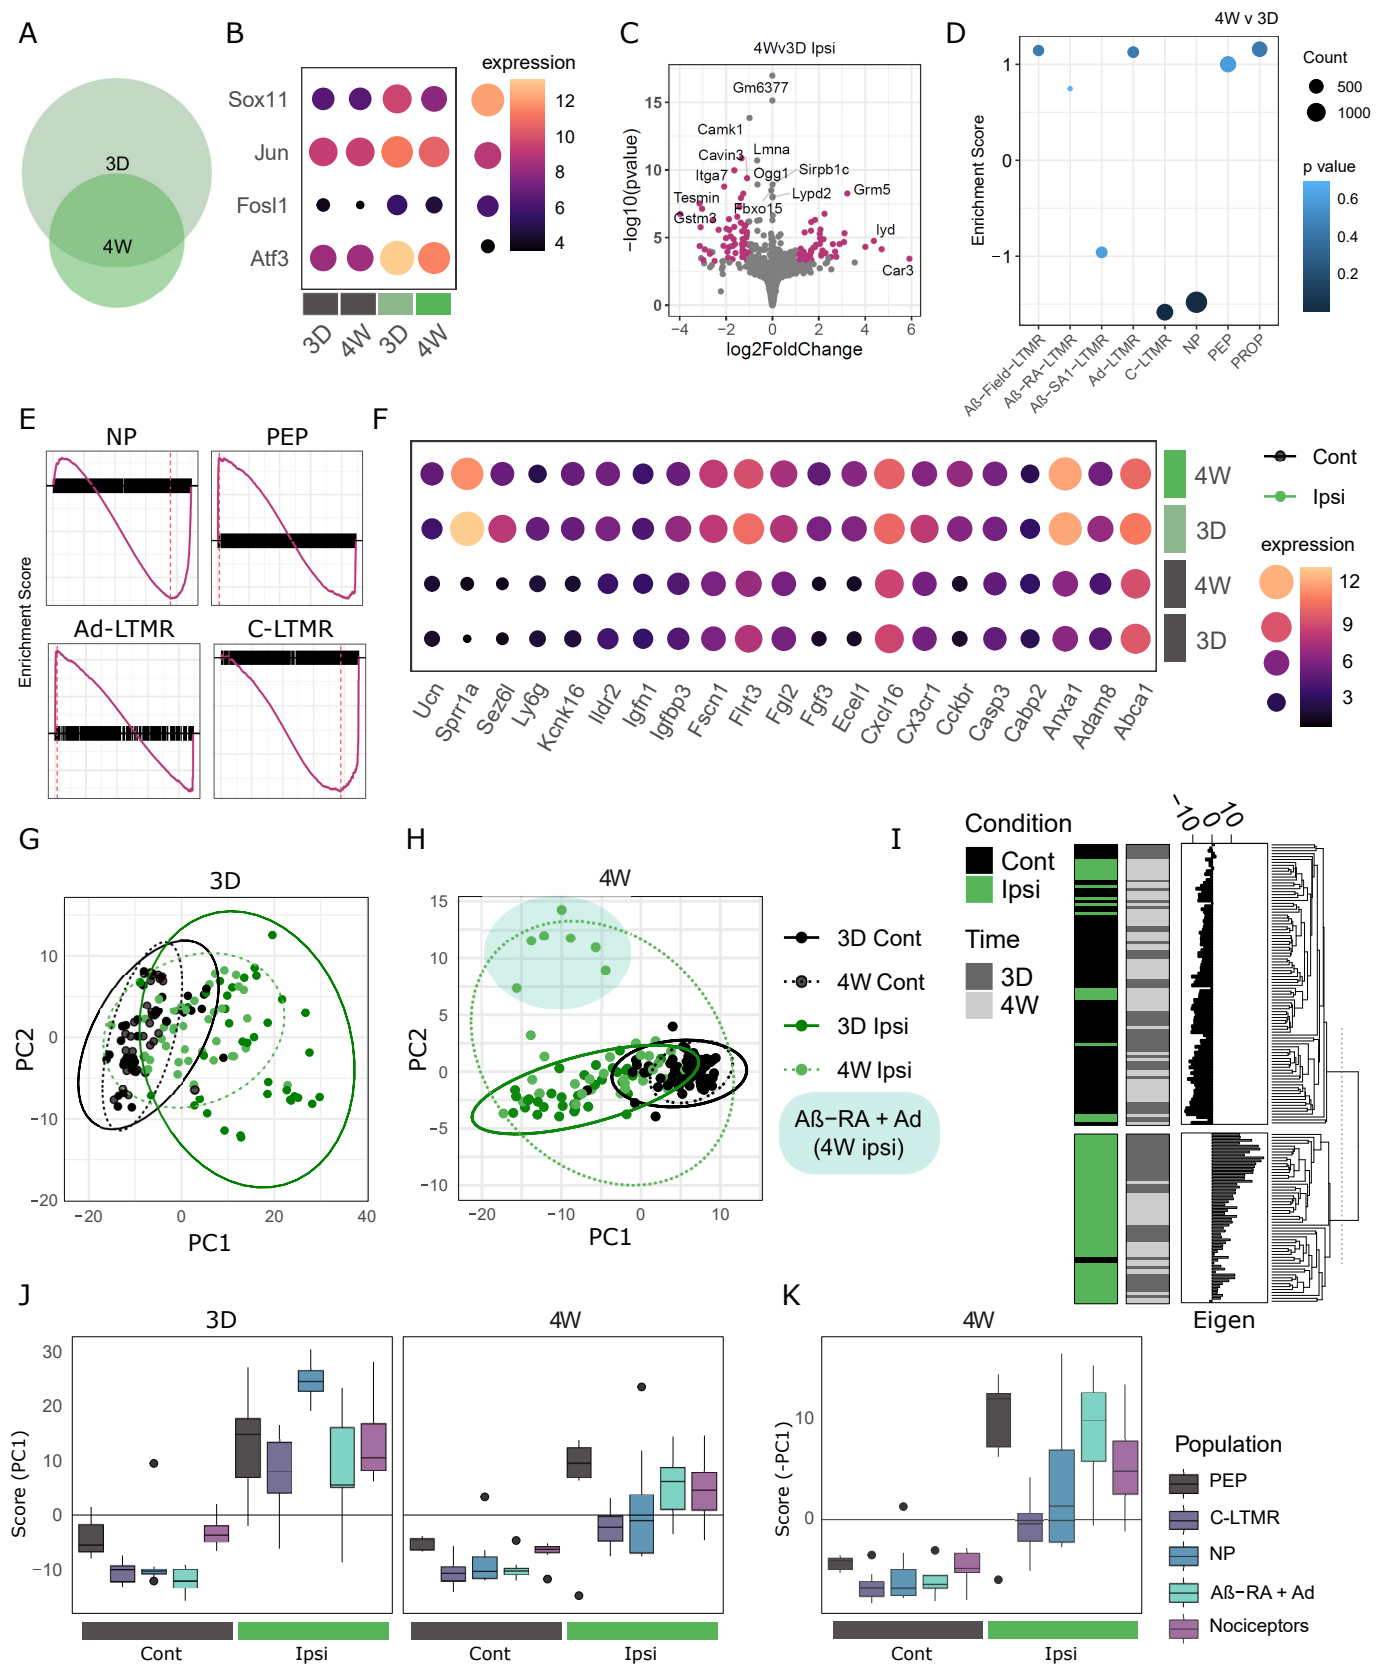 A
3D
4W
B
expression
Sox11
Jun
Fosl1
Atf3
12
10
8
6
4
3D
4W
3D
4W
C
4Wv3D Ipsi
−log10(pvalue)
15
10
5
0
Gm6377
Camk1
Cavin3
Lmna
Itga7
Ogg1
Sirpb1c
Tesmin
Lypd2
Grm5
Gstm3
Fbxo15
Iyd
Car3
−4
−2
0
2
4
6
log2FoldChange
D
4W v 3D
Enrichment Score
1
0
−1
Aß−Field−LTMR
Aß−RA−LTMR
Aß−SA1−LTMR
Ad−LTMR
C−LTMR
NP
PEP
PROP
Count
500
1000
p value
0.6
0.4
0.2
E
Enrichment Score
NP
PEP
Ad-LTMR
C-LTMR
F
4W
3D
4W
3D
Ucn
Sprr1a
Sez6l
Ly6g
Kcnk16
Ildr2
Igfn1
Igfbp3
Fscn1
Flrt3
Fgl2
Fgf3
Ecel1
Cxcl16
Cx3cr1
Cckbr
Casp3
Cabp2
Anxa1
Adam8
Abca1
Cont
Ipsi
expression
12
9
6
3
G
3D
PC2
10
0
−10
−20
−20
0
20
40
PC1
H
4W
PC2
15
10
5
0
−5
−10
−20
−10
0
10
PC1
3D Cont
4W Cont
3D Ipsi
4W Ipsi
Aß−RA + Ad
(4W ipsi)
I
Condition
Cont
Ipsi
Time
3D
4W
−10
0
10
Eigen
J
3D
4W
Score (PC1)
30
20
10
0
−10
Cont
Ipsi
Cont
Ipsi
K
4W
Score (-PC1)
10
0
Cont
Ipsi
Population
PEP
C-LTMR
NP
Aß−RA + Ad
Nociceptors